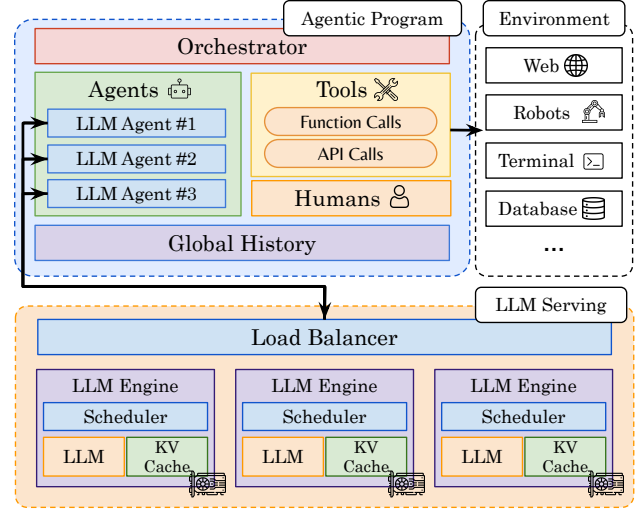 Agentic Program
Orchestrator
Agents
LLM Agent #1
LLM Agent #2
LLM Agent #3
Tools
Function Calls
API Calls
Humans
Global History
Environment
Web
Robots
Terminal
Database
...
LLM Serving
Load Balancer
LLM Engine
Scheduler
LLM
KV
Cache
LLM Engine
Scheduler
LLM
KV
Cache
LLM Engine
Scheduler
LLM
KV
Cache